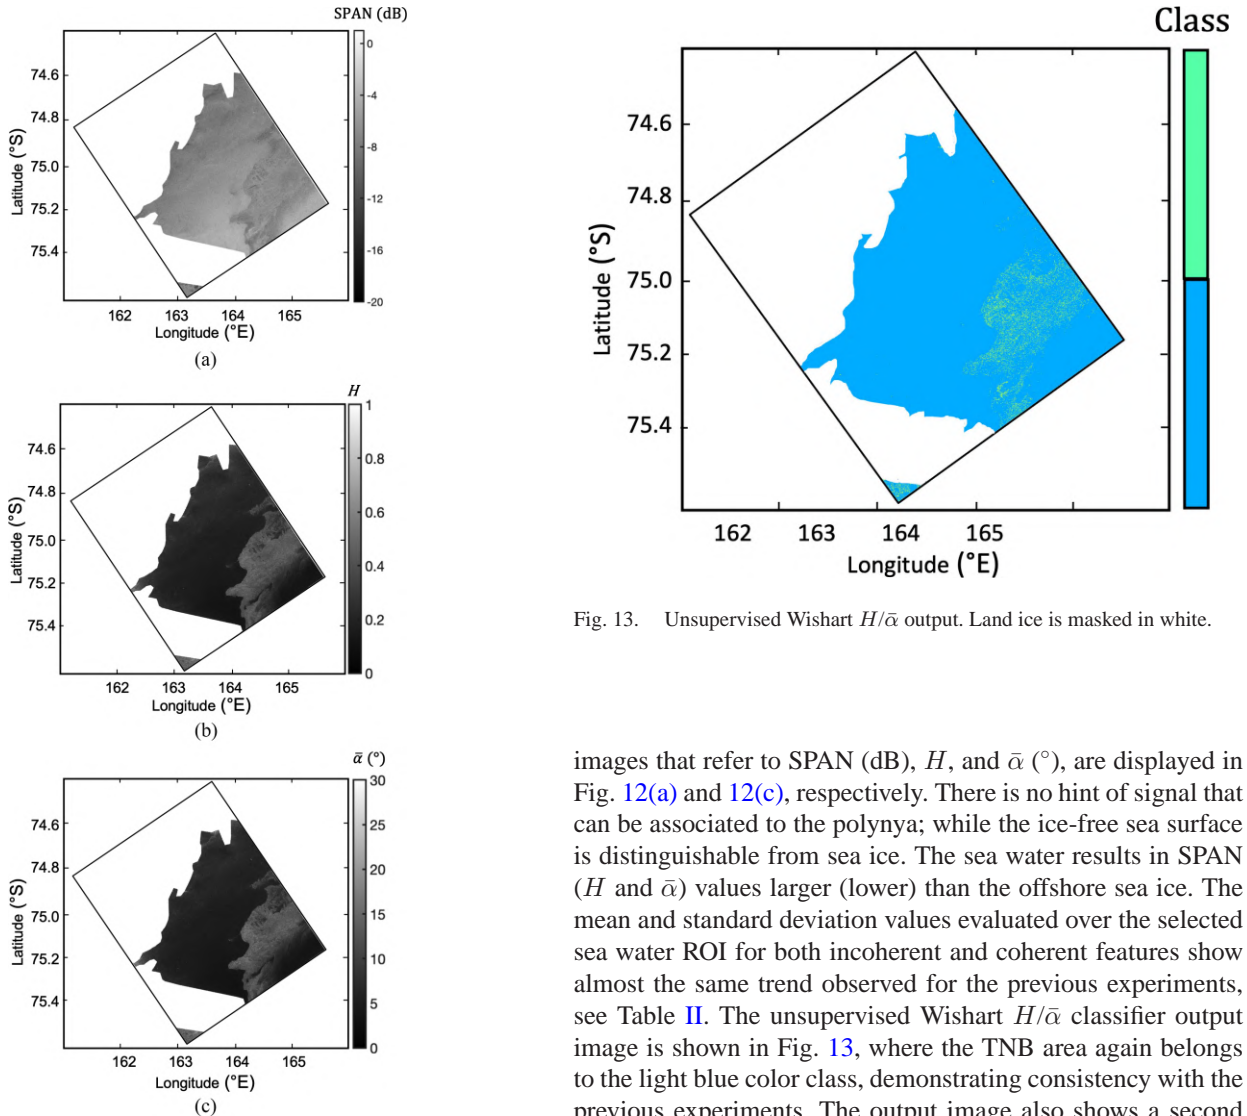 SPAN (dB)
0
-4
-8
-12
-16
-20
74.6
74.8
75.0
75.2
75.4
Latitude (°S)
162 163 164 165
Longitude (°E)
(a)
H
1
0.8
0.6
0.4
0.2
0
74.6
74.8
75.0
75.2
75.4
Latitude (°S)
162 163 164 165
Longitude (°E)
(b)
ᾱ (°)
30
25
20
15
10
5
0
74.6
74.8
75.0
75.2
75.4
Latitude (°S)
162 163 164 165
Longitude (°E)
(c)
Class
74.6
74.8
75.0
75.2
75.4
Latitude (°S)
162 163 164 165
Longitude (°E)
Fig. 13. Unsupervised Wishart H/ᾱ output. Land ice is masked in white.
images that refer to SPAN (dB), H, and ᾱ (°), are displayed in
Fig. 12(a) and 12(c), respectively. There is no hint of signal that
can be associated to the polynya; while the ice-free sea surface
is distinguishable from sea ice. The sea water results in SPAN
(H and ᾱ) values larger (lower) than the offshore sea ice. The
mean and standard deviation values evaluated over the selected
sea water ROI for both incoherent and coherent features show
almost the same trend observed for the previous experiments,
see Table II. The unsupervised Wishart H/ᾱ classifier output
image is shown in Fig. 13, where the TNB area again belongs
to the light blue color class, demonstrating consistency with the
previous experiments. The output image also shows a second